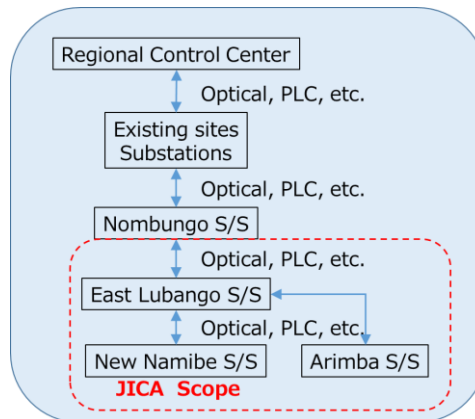 Regional Control Center
Optical, PLC, etc.
Existing sites
Substations
Optical, PLC, etc.
Nombungo S/S
Optical, PLC, etc.
East Lubango S/S
Optical, PLC, etc.
New Namibe S/S
Arimba S/S
JICA Scope